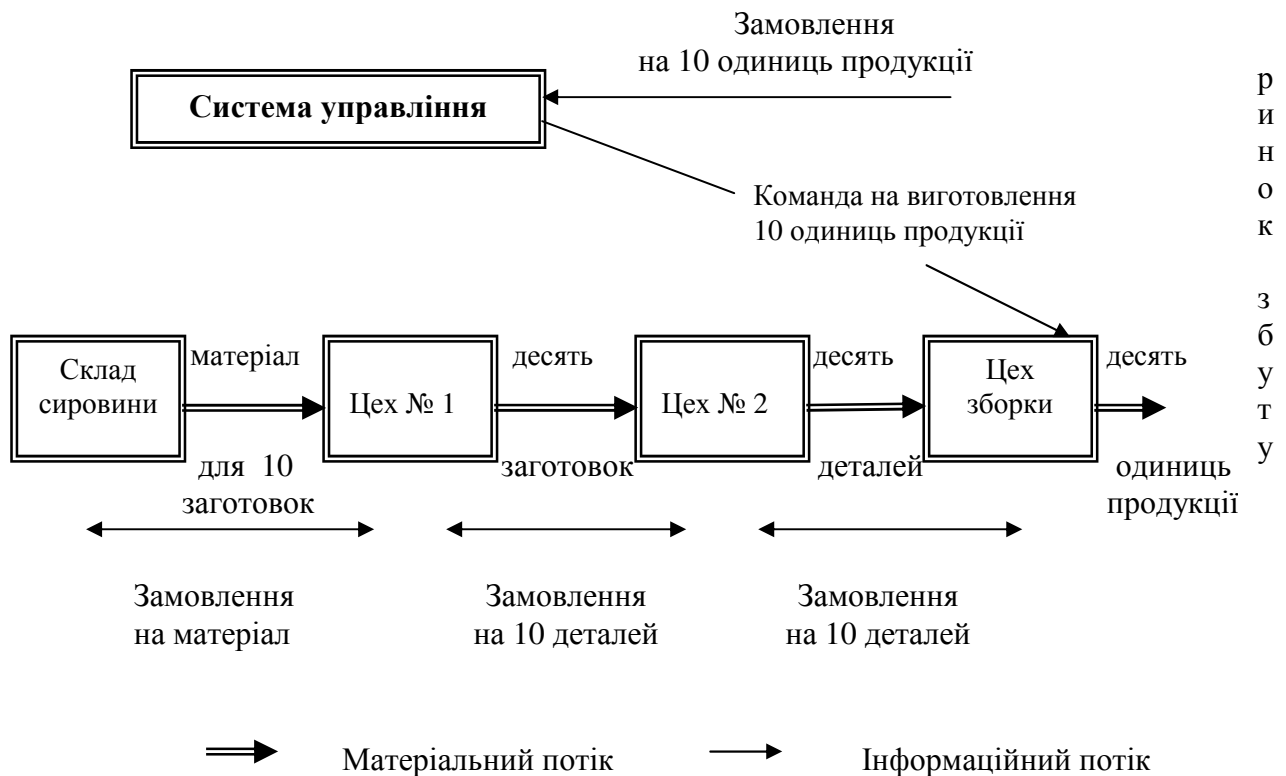 Замовлення
на 10 одиниць продукції
Система управління
Команда на виготовлення
10 одиниць продукції
ринок збуту
Склад
сировини
матеріал
для 10
заготовок
Цех № 1
десять
заготовок
Цех № 2
десять
деталей
Цех
зборки
десять
одиниць
продукції
Замовлення
на матеріал
Замовлення
на 10 деталей
Замовлення
на 10 деталей
Матеріальний потік
Інформаційний потік